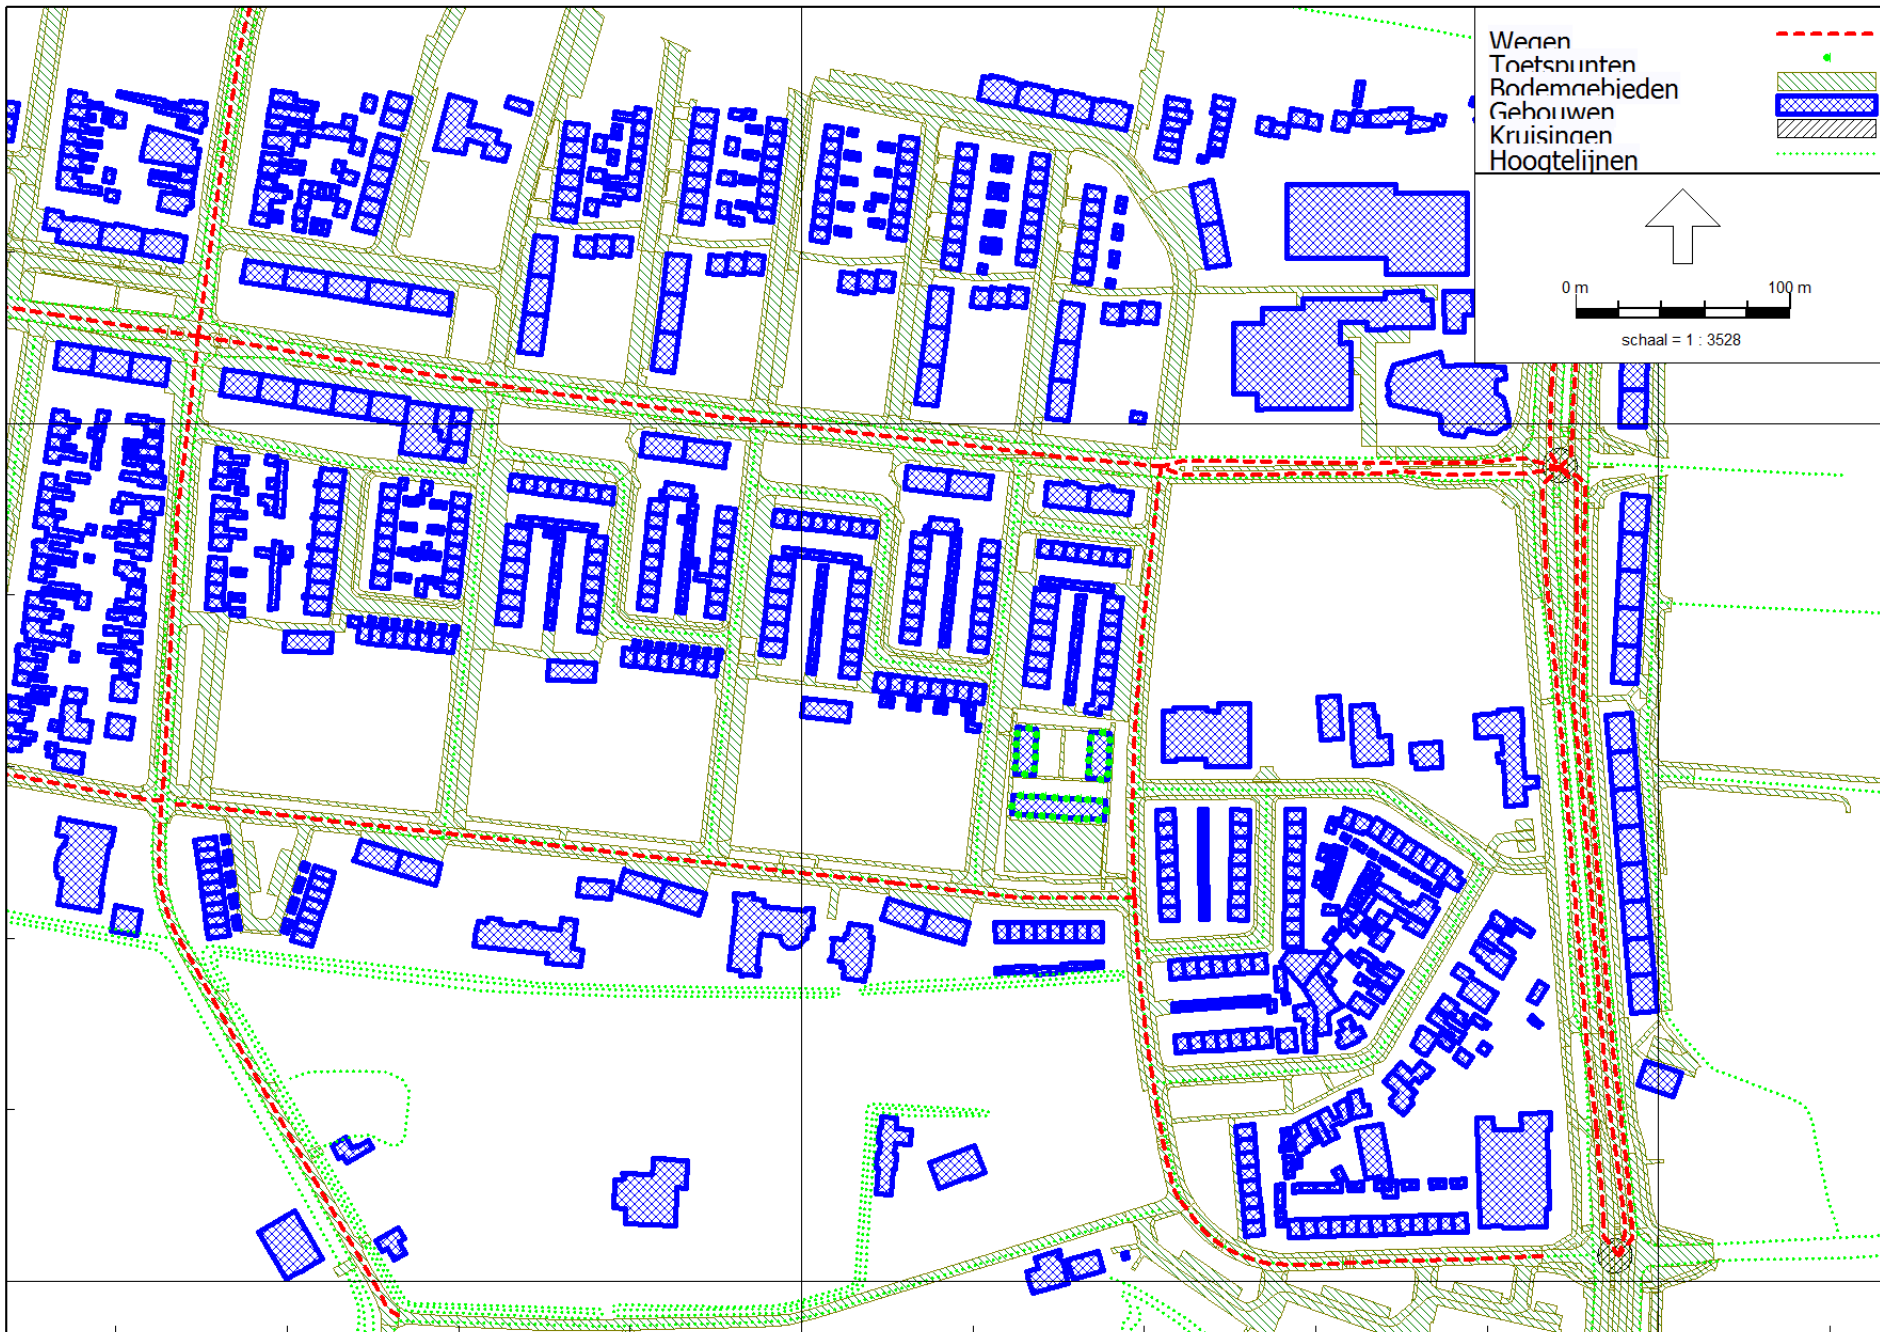 Wegen
Toetspunten
Bodemgebieden
Gebouwen
Kruisingen
Hoogtelijnen
0 m 100 m
schaal = 1 : 3528